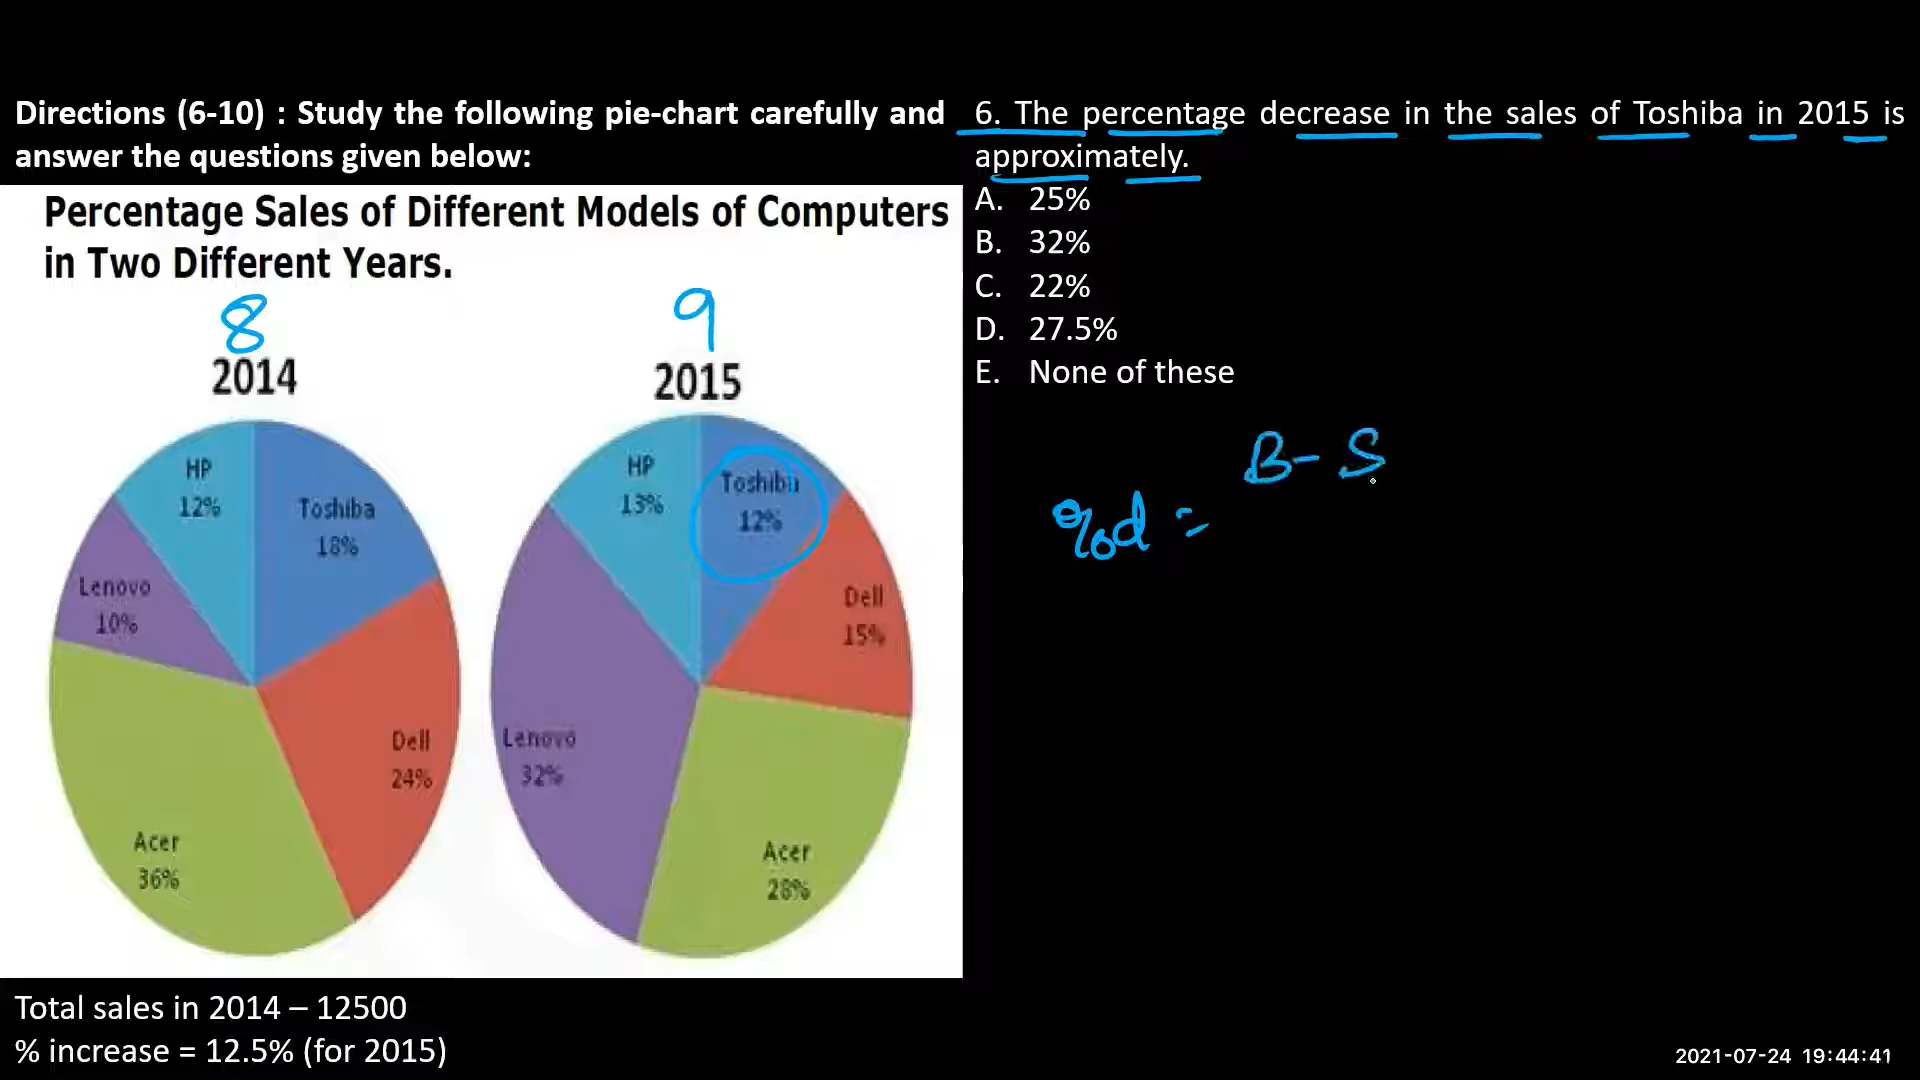 Directions (6-10) : Study the following pie-chart carefully and
answer the questions given below:
Percentage Sales of Different Models of Computers
in Two Different Years.
8
2014
HP
12%
Toshiba
18%
Lenovo
10%
Dell
24%
Acer
36%
9
2015
HP
13%
Toshiba
12%
Dell
15%
Lenovo
32%
Acer
28%
Total sales in 2014 – 12500
% increase = 12.5% (for 2015)
6. The percentage decrease in the sales of Toshiba in 2015 is
approximately.
A. 25%
B. 32%
C. 22%
D. 27.5%
E. None of these
B - S
%d =
2021-07-24 19:44:41